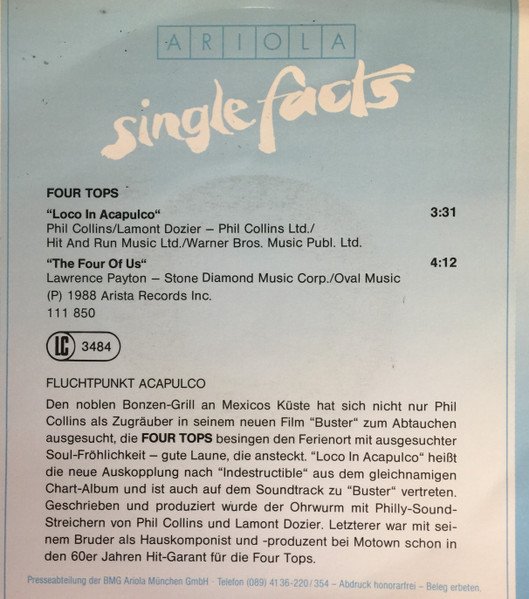 ARIOLA
single facts
FOUR TOPS
“Loco In Acapulco“ 3:31
Phil Collins/Lamont Dozier – Phil Collins Ltd./
Hit And Run Music Ltd./Warner Bros. Music Publ. Ltd.
“The Four Of Us“ 4:12
Lawrence Payton – Stone Diamond Music Corp./Oval Music
(P) 1988 Arista Records Inc.
111 850
LC 3484
FLUCHTPUNKT ACAPULCO
Den noblen Bonzen-Grill an Mexicos Küste hat sich nicht nur Phil
Collins als Zugräuber in seinem neuen Film “Buster“ zum Abtauchen
ausgesucht, die FOUR TOPS besingen den Ferienort mit ausgesuchter
Soul-Fröhlichkeit – gute Laune, die ansteckt. “Loco In Acapulco“ heißt
die neue Auskopplung nach “Indestructible“ aus dem gleichnamigen
Chart-Album und ist auch auf dem Soundtrack zu “Buster“ vertreten.
Geschrieben und produziert wurde der Ohrwurm mit Philly-Sound-
Streichern von Phil Collins und Lamont Dozier. Letzterer war mit sei-
nem Bruder als Hauskomponist und -produzent bei Motown schon in
den 60er Jahren Hit-Garant für die Four Tops.
Presseabteilung der BMG Ariola München GmbH · Telefon (089) 4136-220/354 – Abdruck honorarfrei – Beleg erbeten.